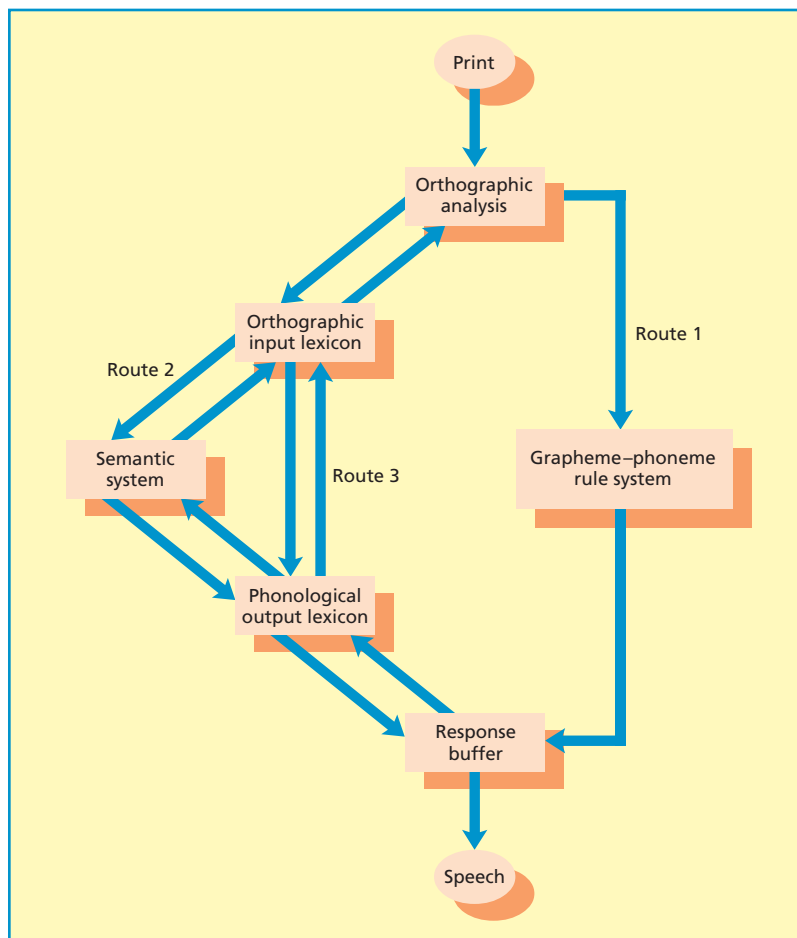 Print
Orthographic
analysis
Route 1
Orthographic
input lexicon
Route 2
Semantic
system
Route 3
Grapheme–phoneme
rule system
Phonological
output lexicon
Response
buffer
Speech